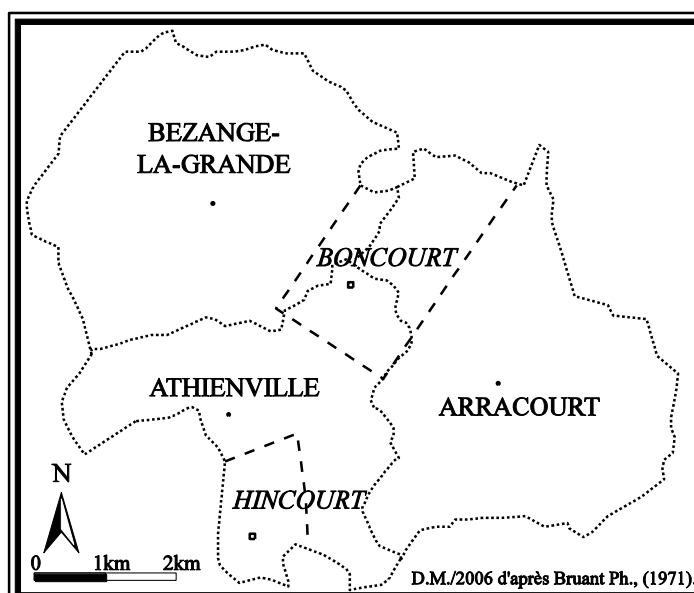 BEZANGE-
LA-GRANDE
BONCOURT
ATHIENVILLE
ARRACOURT
HINCOURT
N
0 1km 2km
D.M./2006 d'après Bruant Ph., (1971).